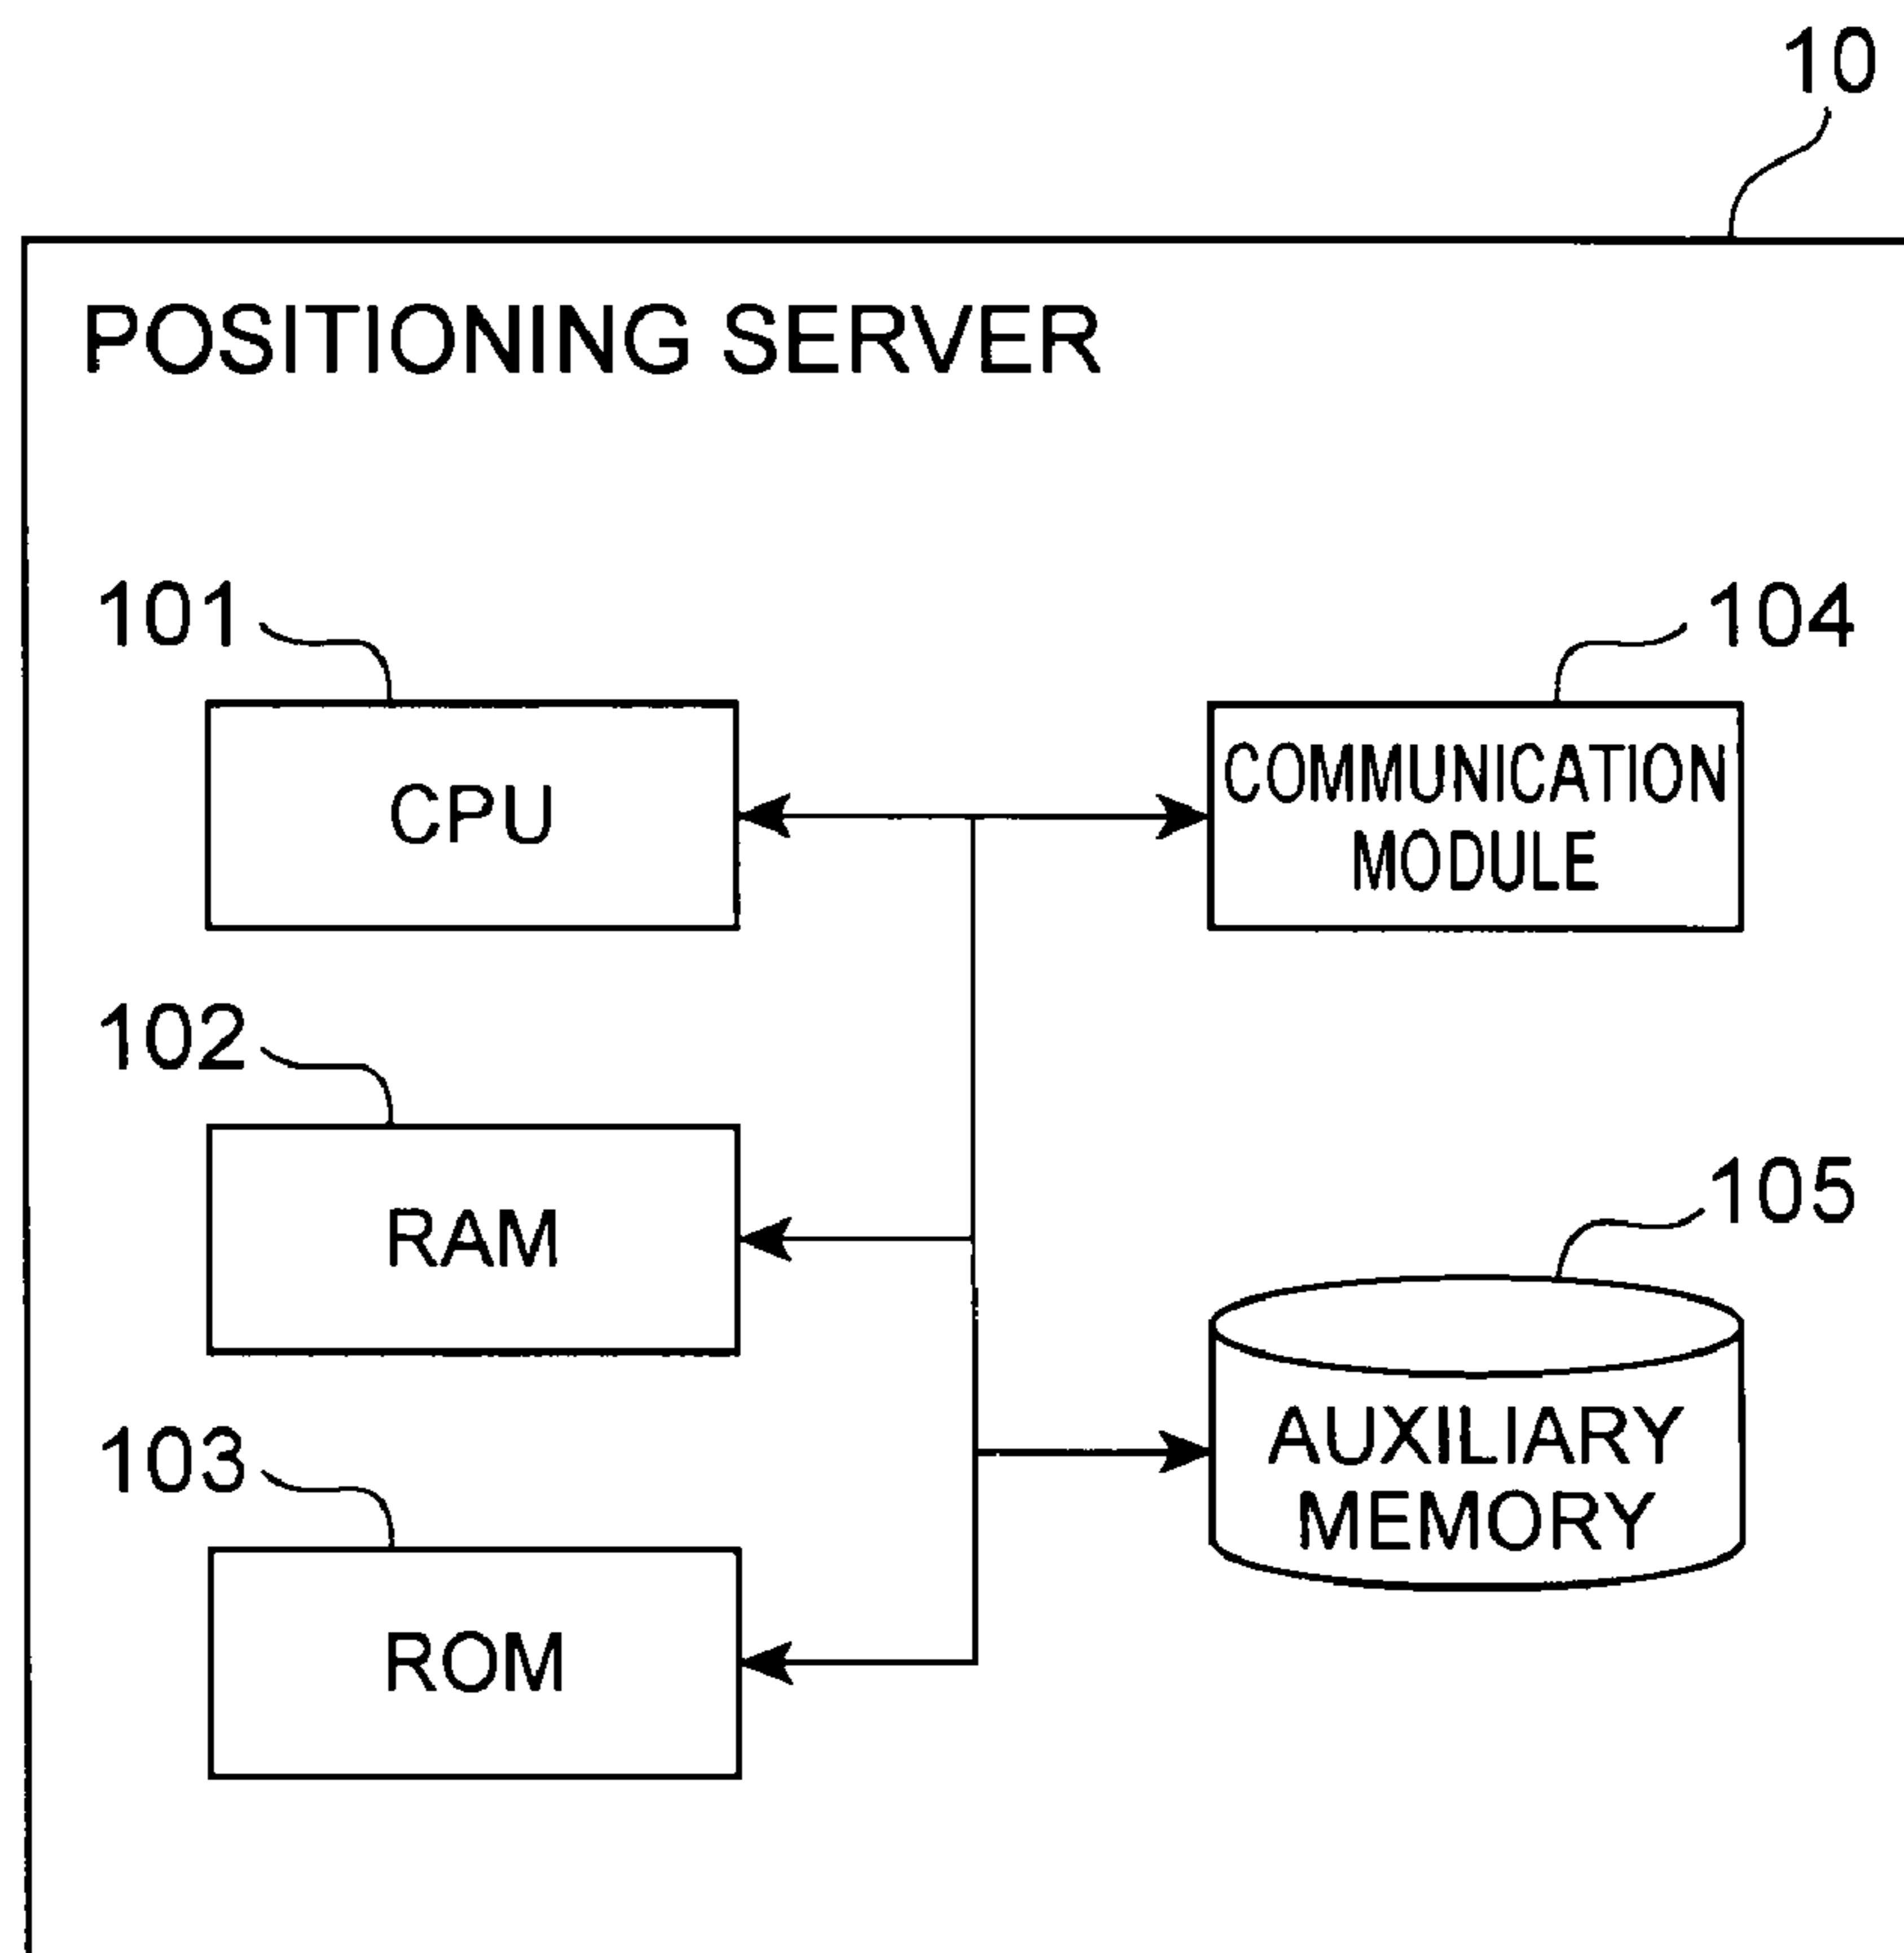 10
POSITIONING SERVER
101
CPU
104
COMMUNICATION
MODULE
102
RAM
105
AUXILIARY
MEMORY
103
ROM